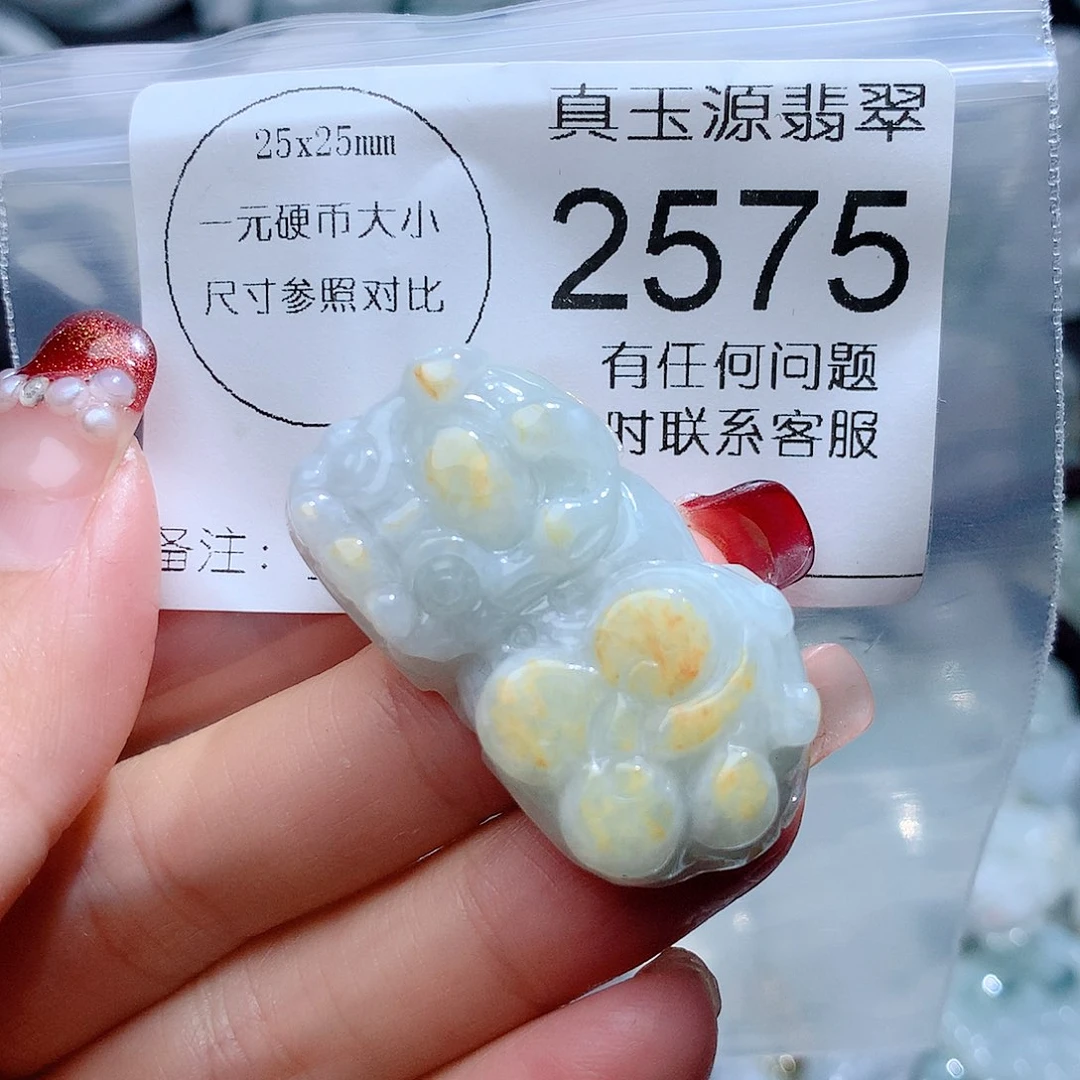 25x25mm
一元硬币大小
尺寸参照对比
真玉源翡翠
2575
有任何问题
时联系客服
备注：